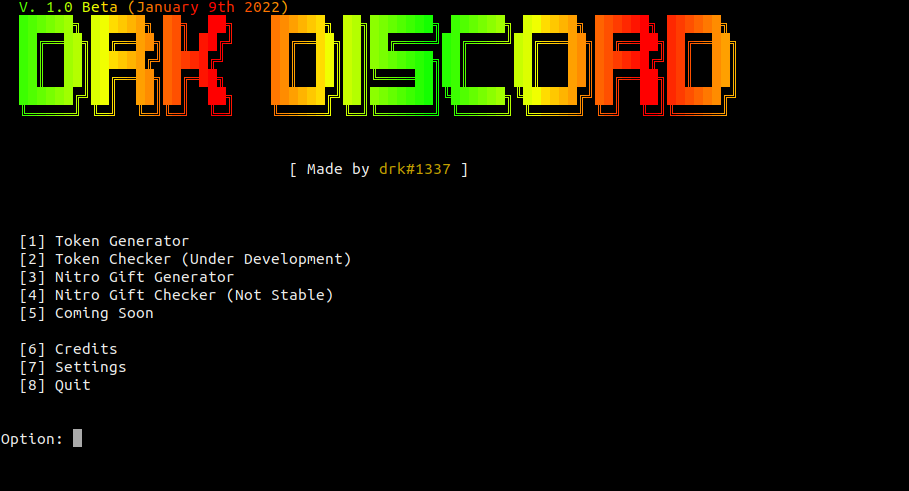 V. 1.0 Beta (January 9th 2022)
DRK DISCORD
[ Made by drk#1337 ]
[1] Token Generator
[2] Token Checker (Under Development)
[3] Nitro Gift Generator
[4] Nitro Gift Checker (Not Stable)
[5] Coming Soon
[6] Credits
[7] Settings
[8] Quit
Option: